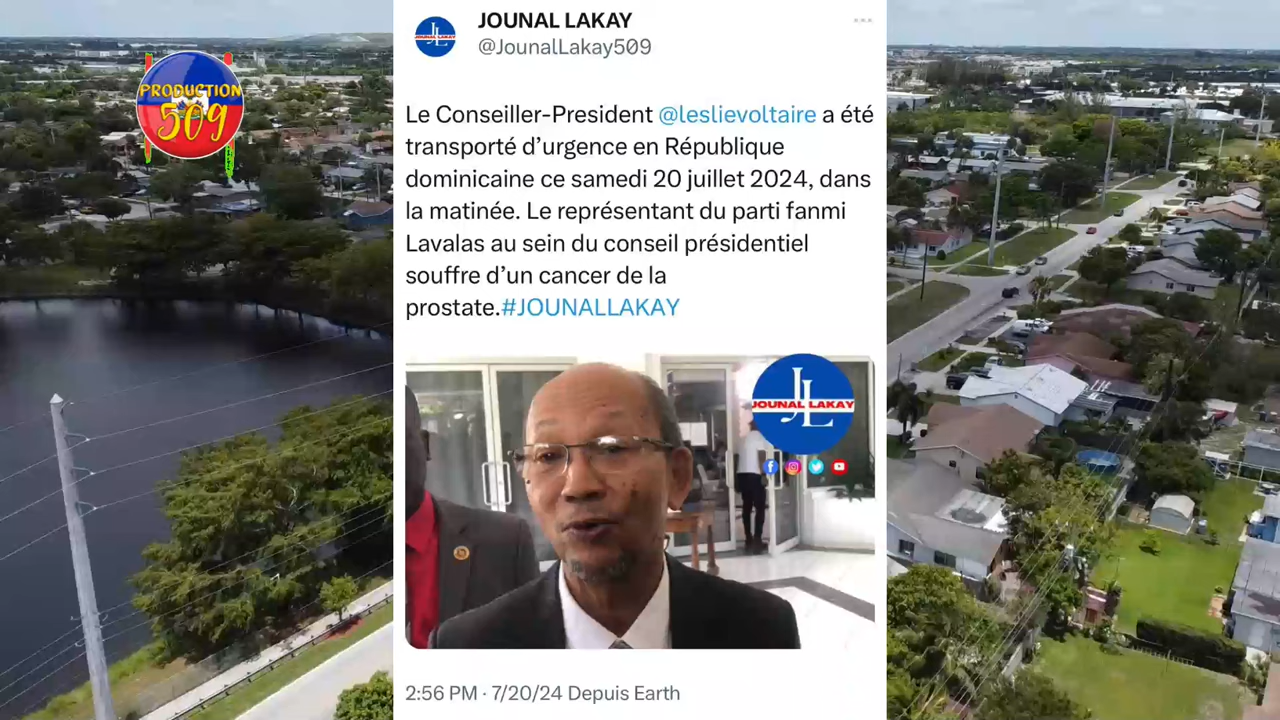 PRODUCTION
509
JOUNAL LAKAY
@JounalLakay509
Le Conseiller-President @leslievoltaire a été
transporté d’urgence en République
dominicaine ce samedi 20 juillet 2024, dans
la matinée. Le représentant du parti fanmi
Lavalas au sein du conseil présidentiel
souffre d’un cancer de la
prostate.#JOUNALLAKAY
JL
JOUNAL LAKAY
2:56 PM · 7/20/24 Depuis Earth